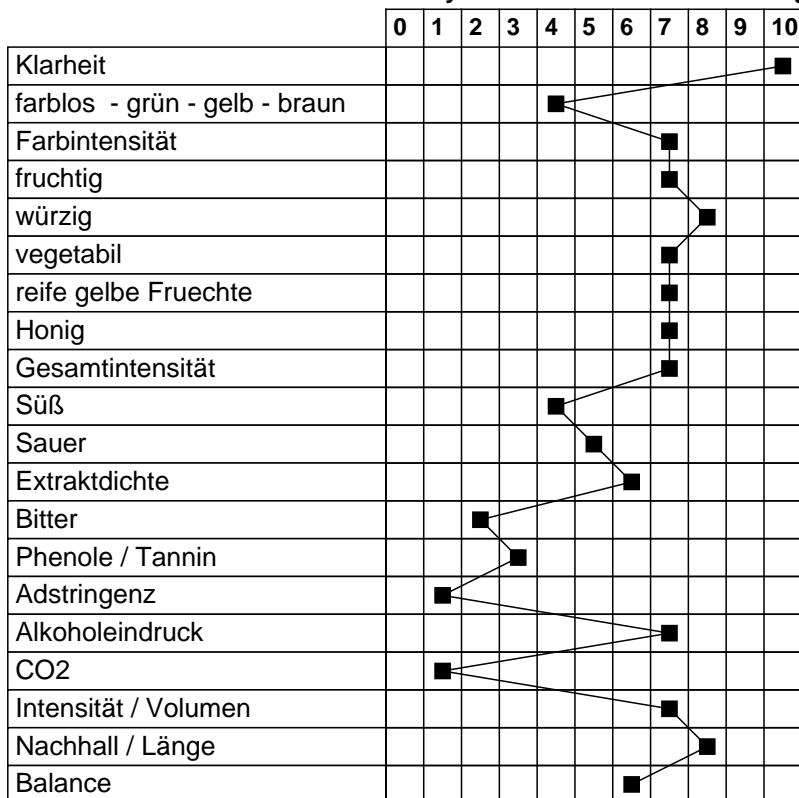 0 1 2 3 4 5 6 7 8 9 10
Klarheit
farblos - grün - gelb - braun
Farbintensität
fruchtig
würzig
vegetabil
reife gelbe Fruechte
Honig
Gesamtintensität
Süß
Sauer
Extraktdichte
Bitter
Phenole / Tannin
Adstringenz
Alkoholeindruck
CO2
Intensität / Volumen
Nachhall / Länge
Balance